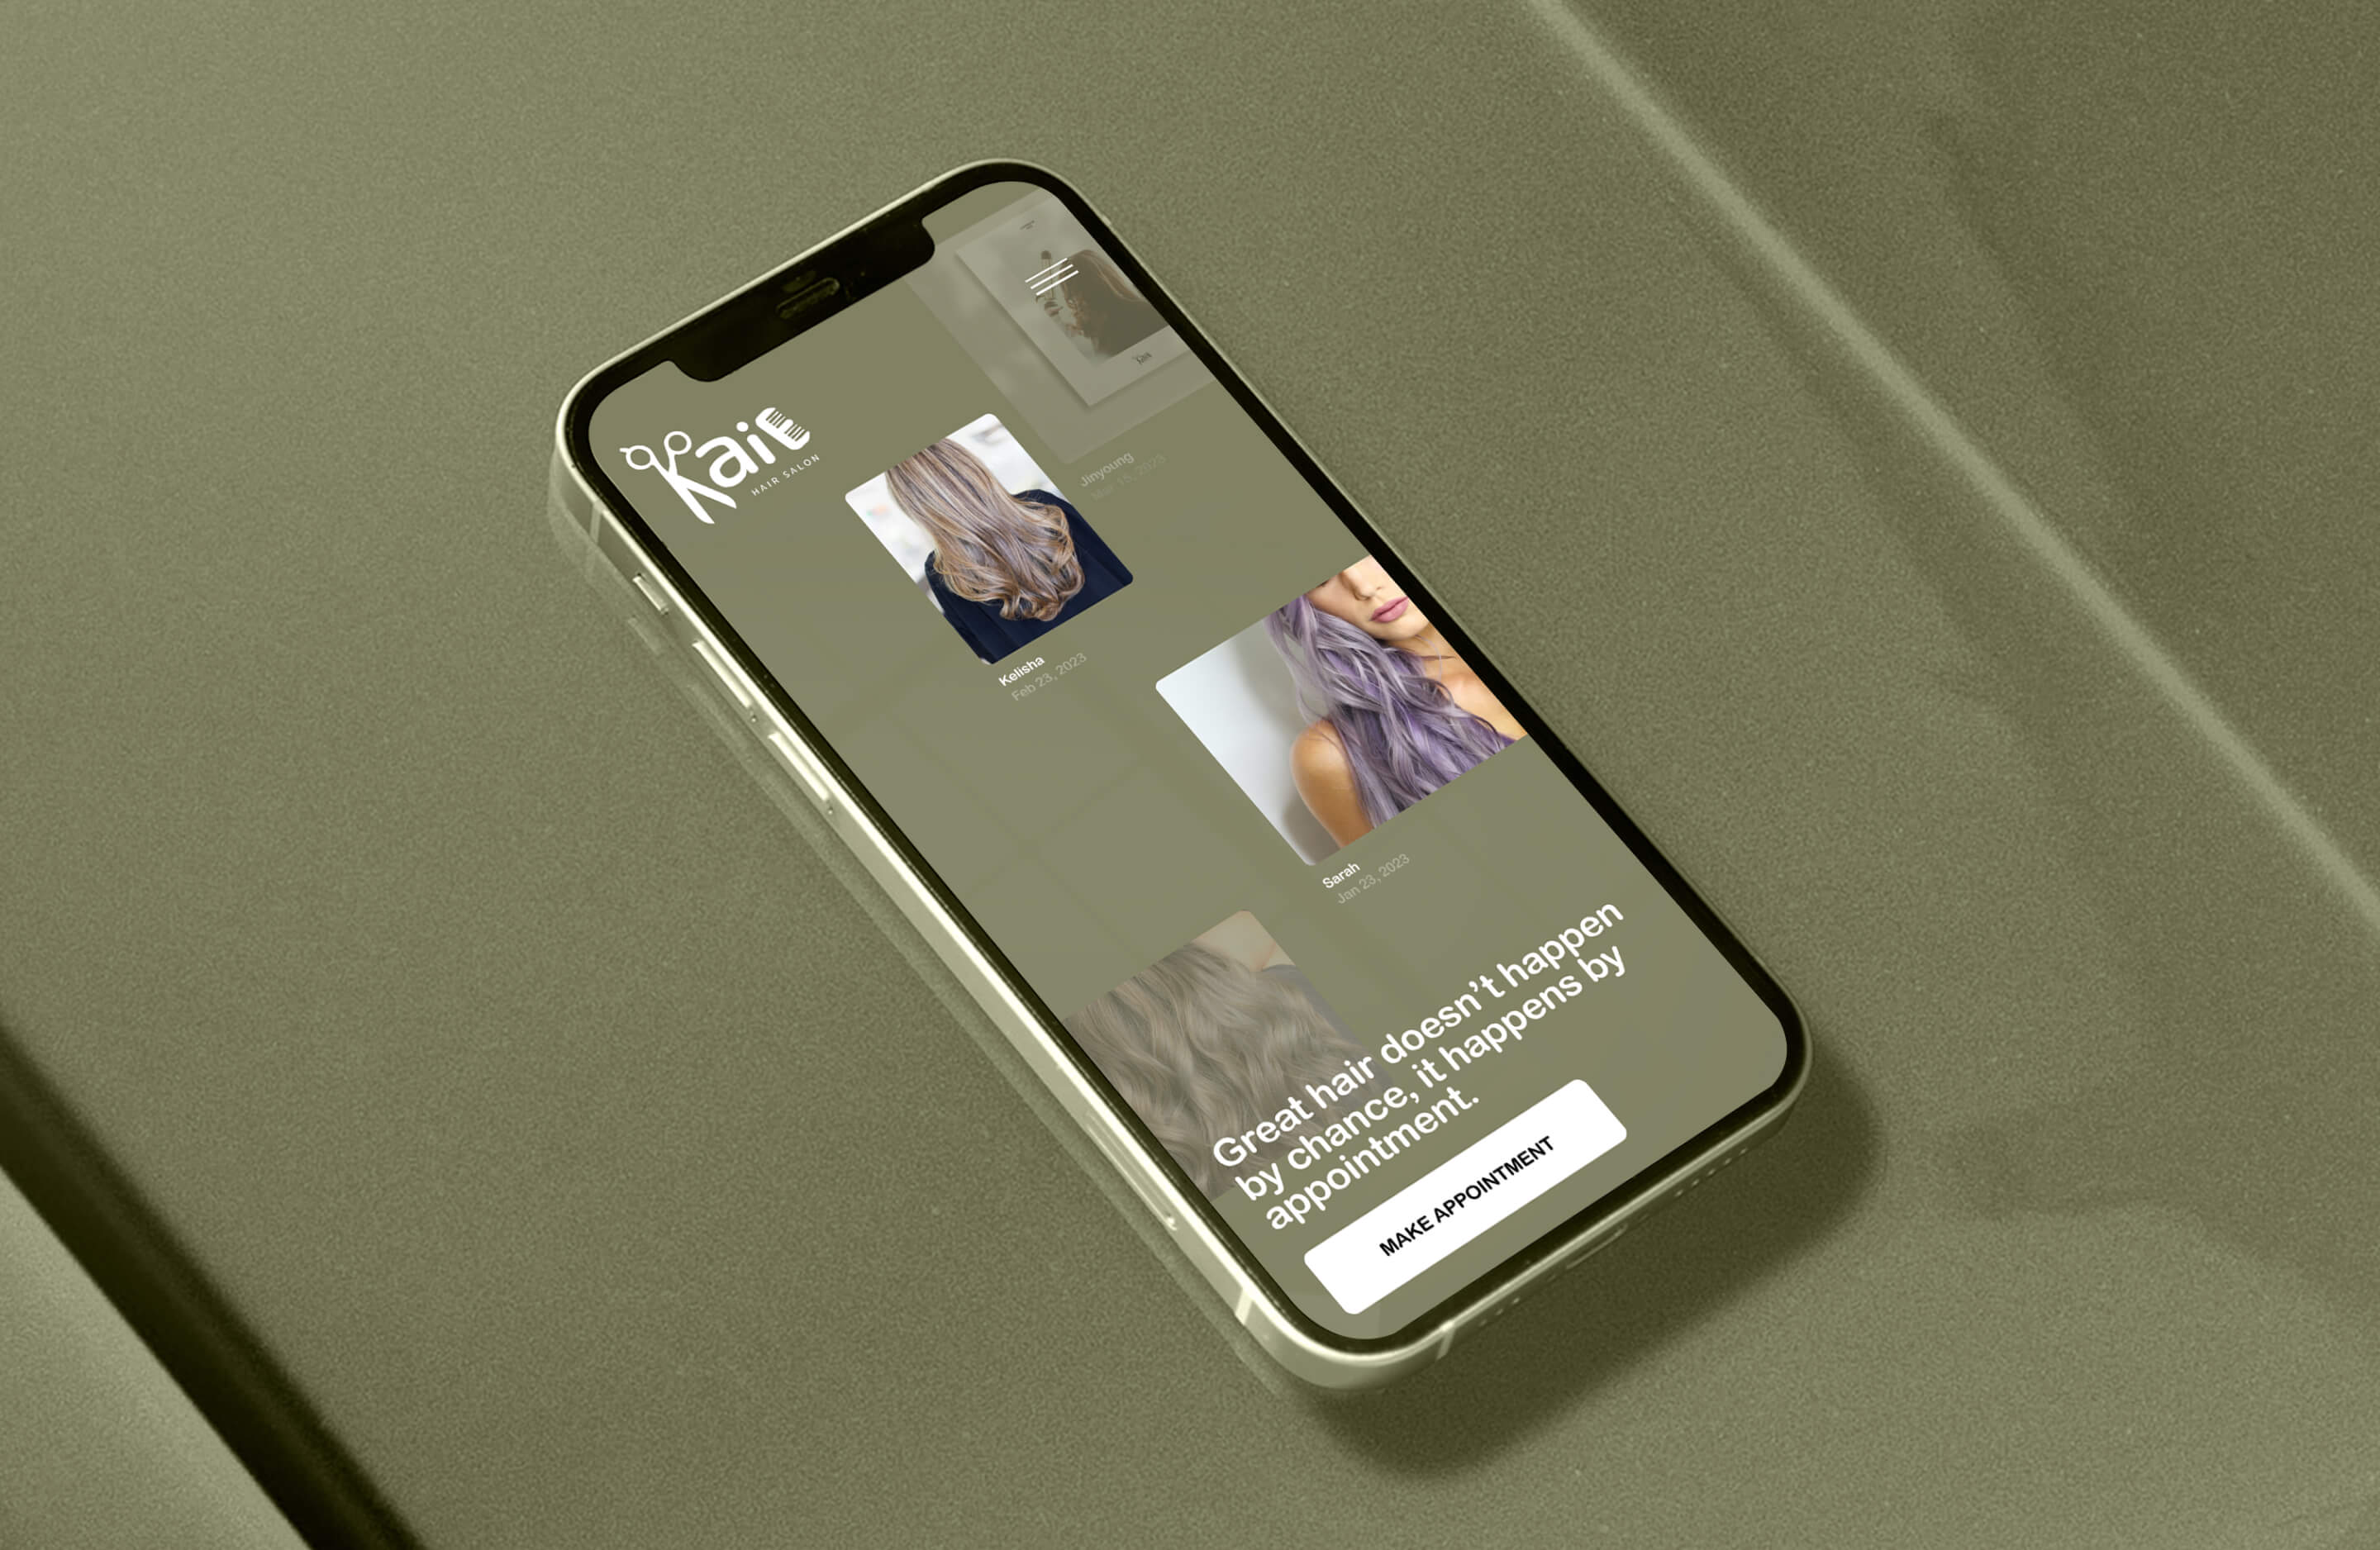 Kaie
HAIR SALON
Jinyoung
Kelisha
Feb 23, 2023
Sarah
Jan 23, 2023
Great hair doesn't happen
by chance, it happens by
appointment.
MAKE APPOINTMENT